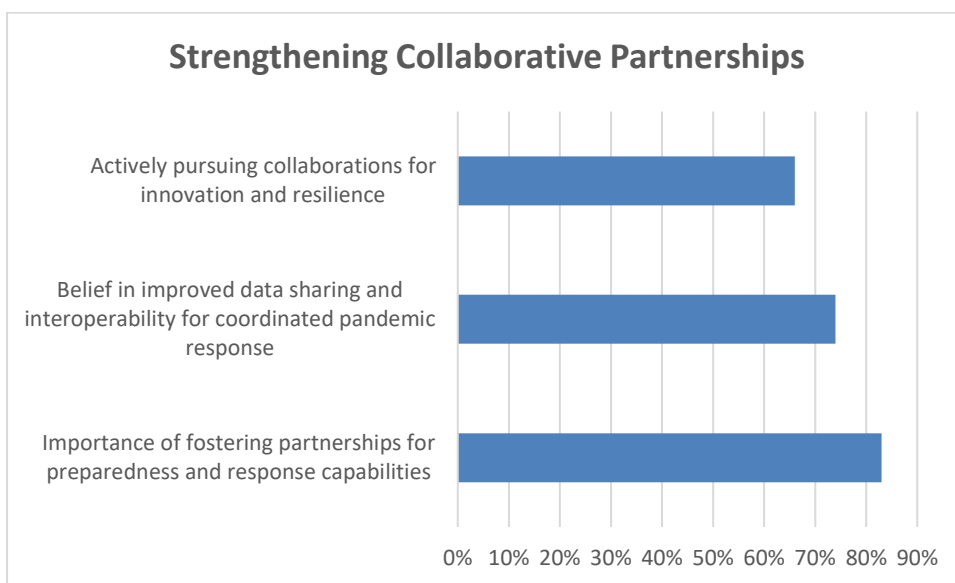 Strengthening Collaborative Partnerships
Actively pursuing collaborations for
innovation and resilience
Belief in improved data sharing and
interoperability for coordinated pandemic
response
Importance of fostering partnerships for
preparedness and response capabilities
0% 10% 20% 30% 40% 50% 60% 70% 80% 90%